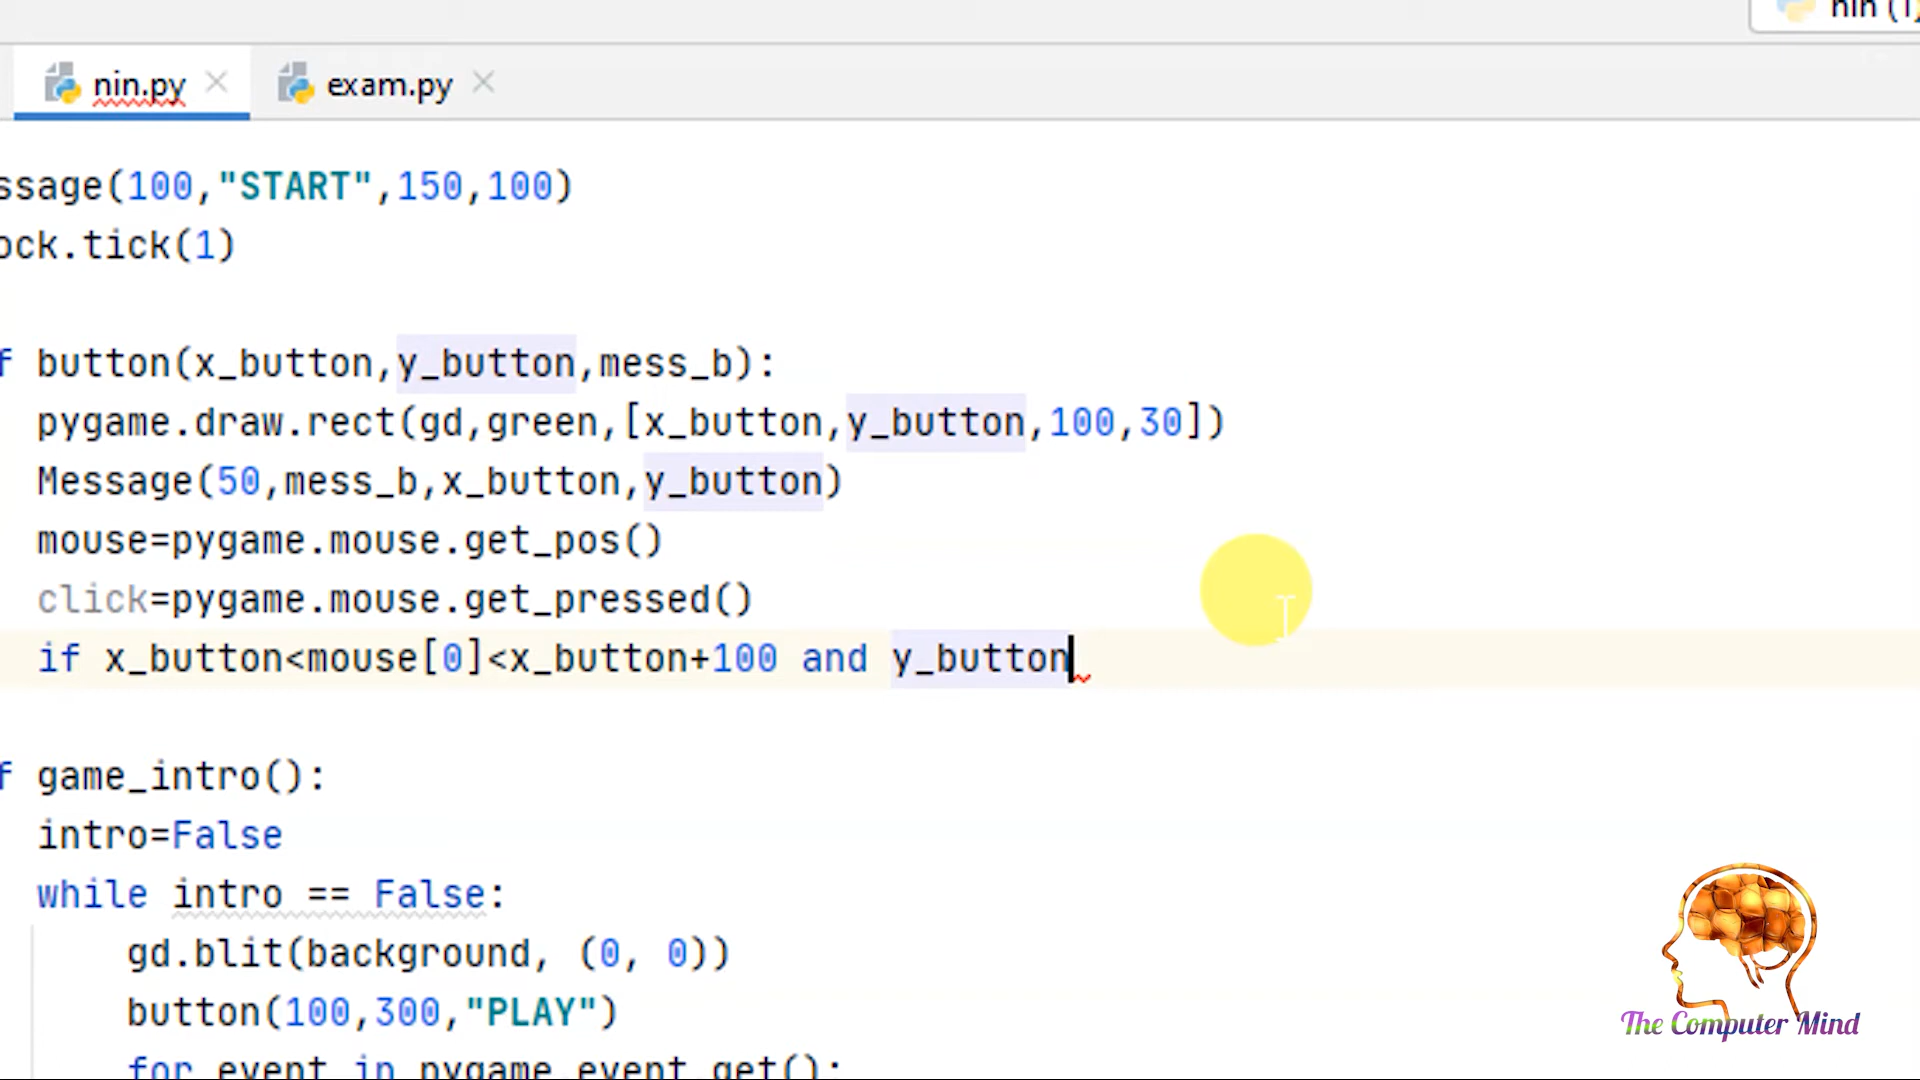 nin (1)
nin.py exam.py
ssage(100,"START",150,100)
ock.tick(1)
f button(x_button,y_button,mess_b):
pygame.draw.rect(gd,green,[x_button,y_button,100,30])
Message(50,mess_b,x_button,y_button)
mouse=pygame.mouse.get_pos()
click=pygame.mouse.get_pressed()
if x_button<mouse[0]<x_button+100 and y_button
f game_intro():
intro=False
while intro == False:
gd.blit(background, (0, 0))
button(100,300,"PLAY")
for event in pygame.event.get():
The Computer Mind